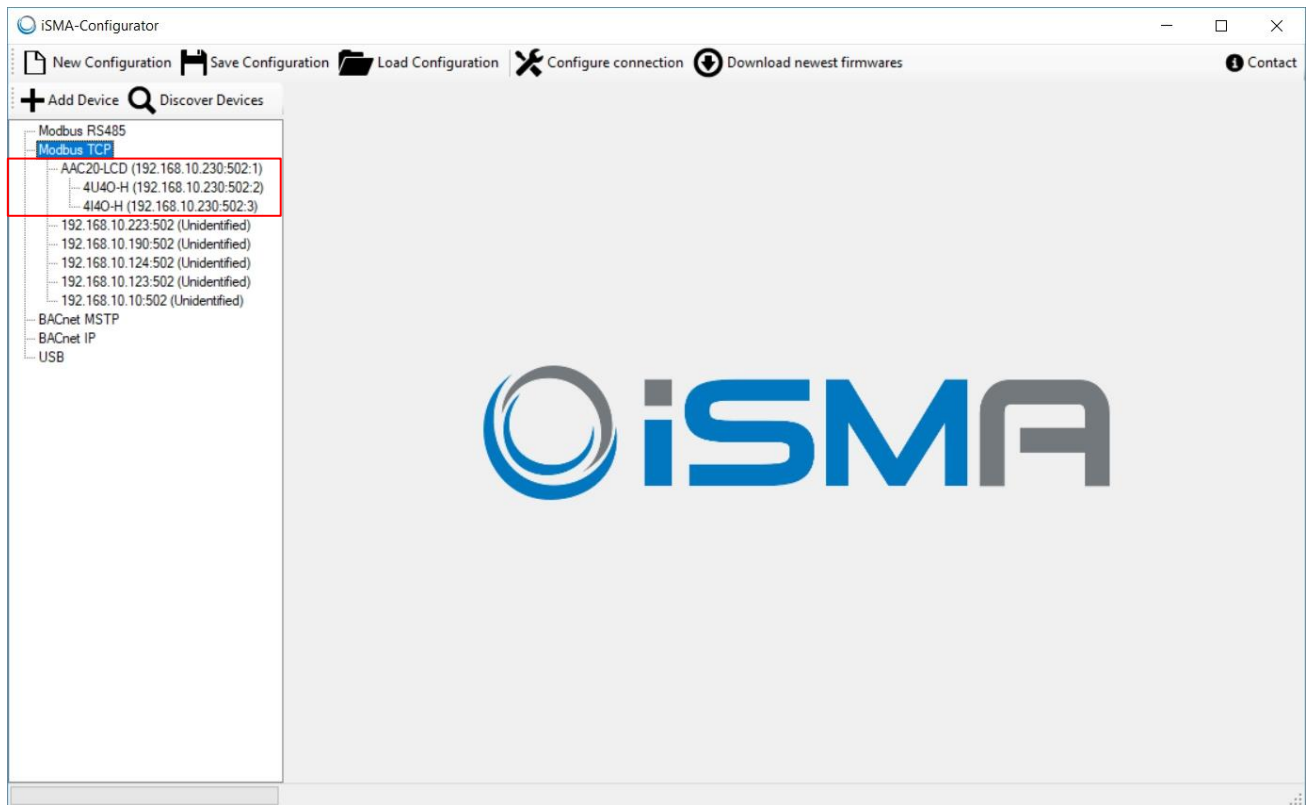 iSMA-Configurator
New Configuration Save Configuration Load Configuration Configure connection Download newest firmwares Contact
Add Device Discover Devices
Modbus RS485
Modbus TCP
AAC20-LCD (192.168.10.230:502:1)
4U4O-H (192.168.10.230:502:2)
4I4O-H (192.168.10.230:502:3)
192.168.10.223:502 (Unidentified)
192.168.10.190:502 (Unidentified)
192.168.10.124:502 (Unidentified)
192.168.10.123:502 (Unidentified)
192.168.10.10:502 (Unidentified)
BACnet MSTP
BACnet IP
USB
iSMA